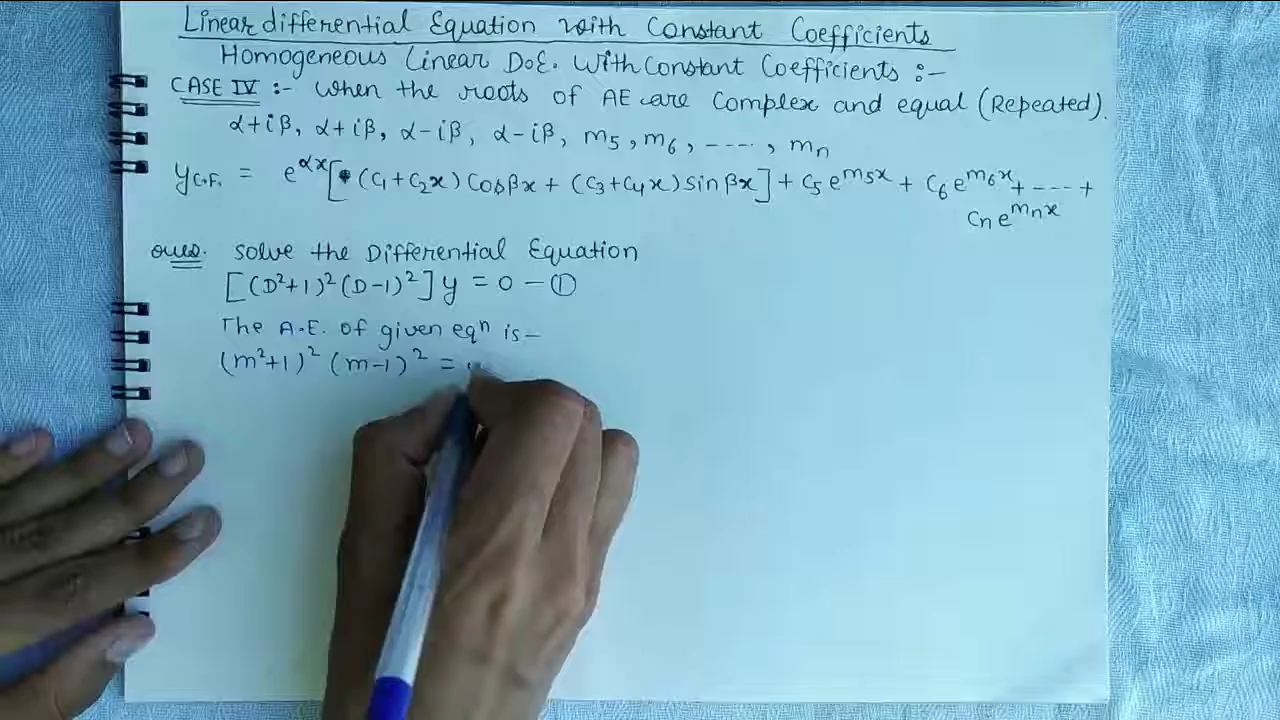 Linear differential Equation with Constant Coefficients
Homogeneous Linear D.E. With Constant Coefficients :-
CASE IV :- When the roots of AE are Complex and equal (Repeated).
α+iβ, α+iβ, α-iβ, α-iβ, m5, m6, ----, mn
yC.F. = e^αx [(C1+C2x) Cosβx + (C3+C4x) sinβx] + C5 e^m5x + C6 e^m6x + ---- +
Cn e^mnx
Ques. Solve the Differential Equation
[(D²+1)²(D-1)²]y = 0 - ①
The A.E. of given eqn is-
(m²+1)² (m-1)² =